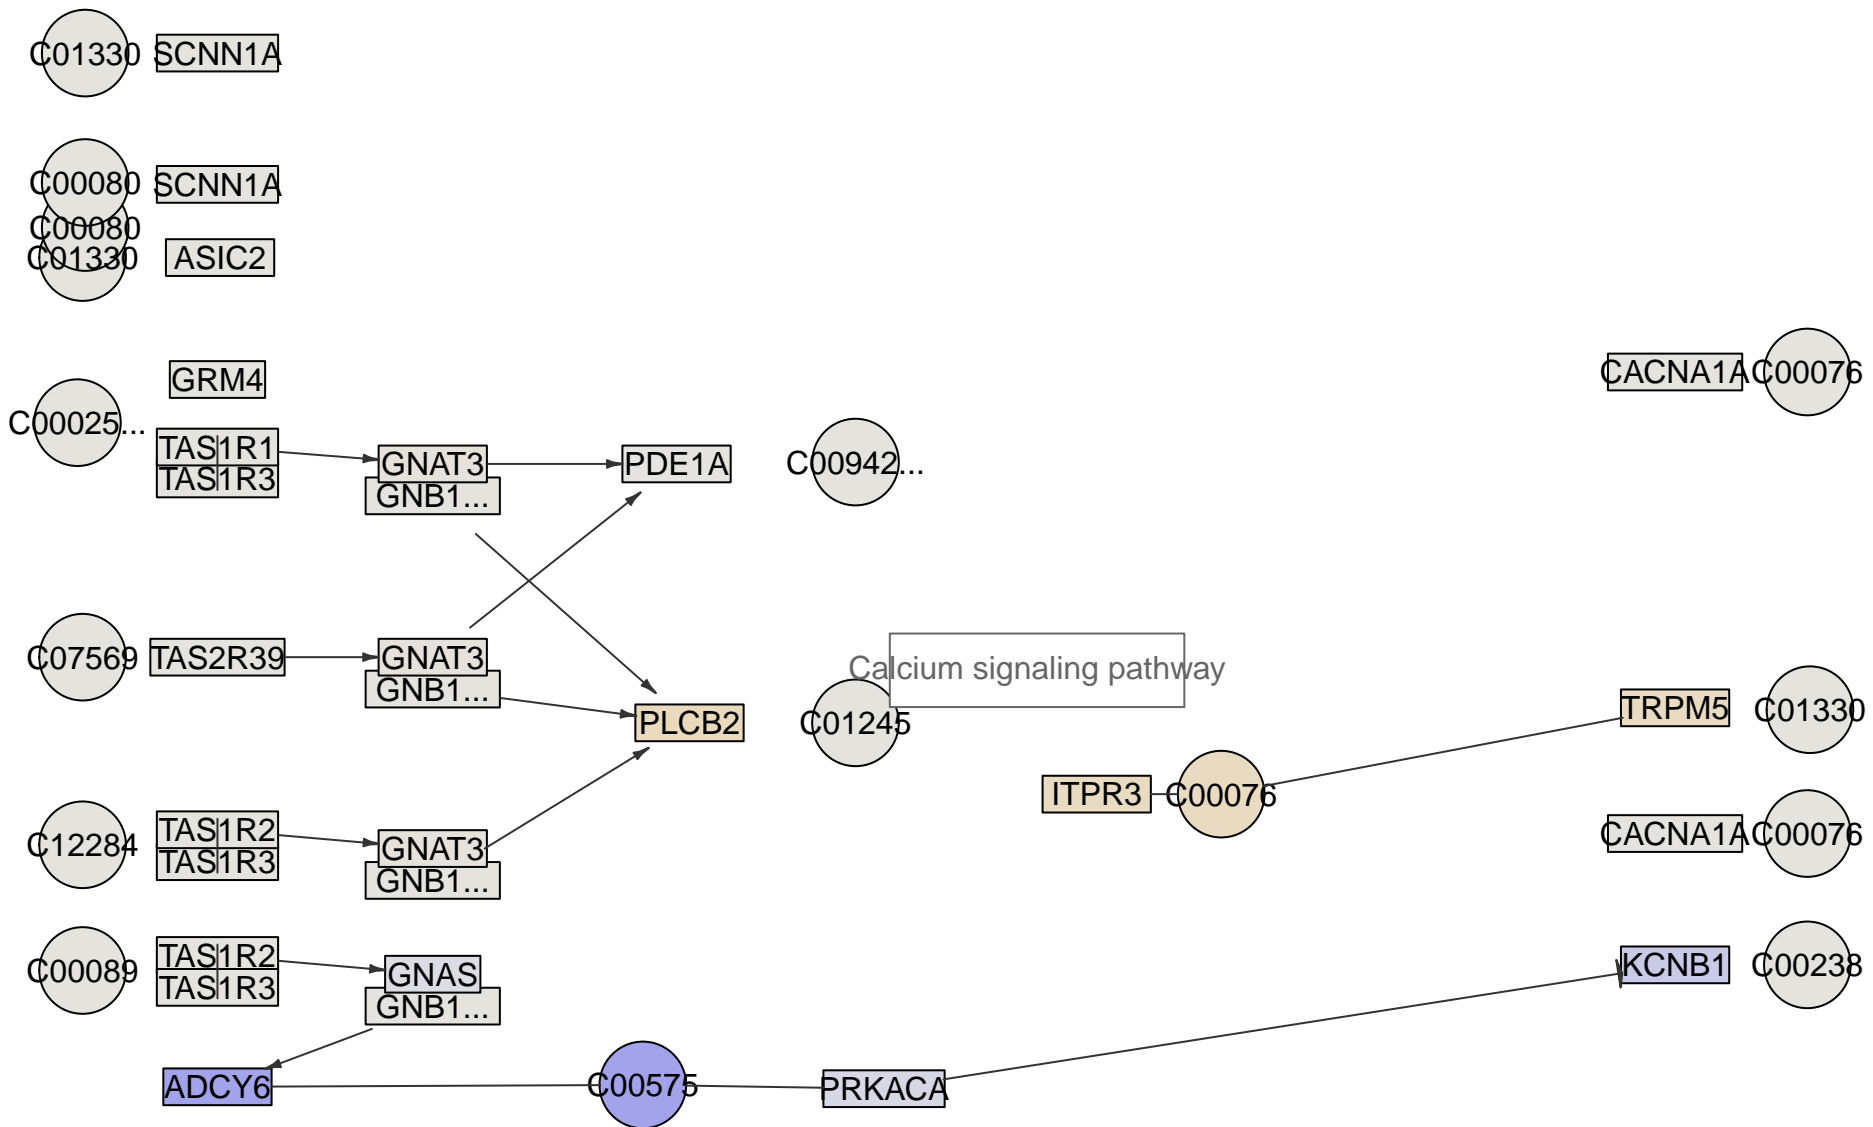 C01330
SCNN1A
C00080
SCNN1A
C00080
C01330
ASIC2
GRM4
CACNA1A
C00076
C00025...
TAS1R1
TAS1R3
GNAT3
GNB1...
PDE1A
C00942...
C07569
TAS2R39
GNAT3
GNB1...
Calcium signaling pathway
PLCB2
C01245
TRPM5
C01330
ITPR3
C00076
C12284
TAS1R2
TAS1R3
GNAT3
GNB1...
CACNA1A
C00076
C00089
TAS1R2
TAS1R3
GNAS
GNB1...
KCNB1
C00238
ADCY6
C00575
PRKACA